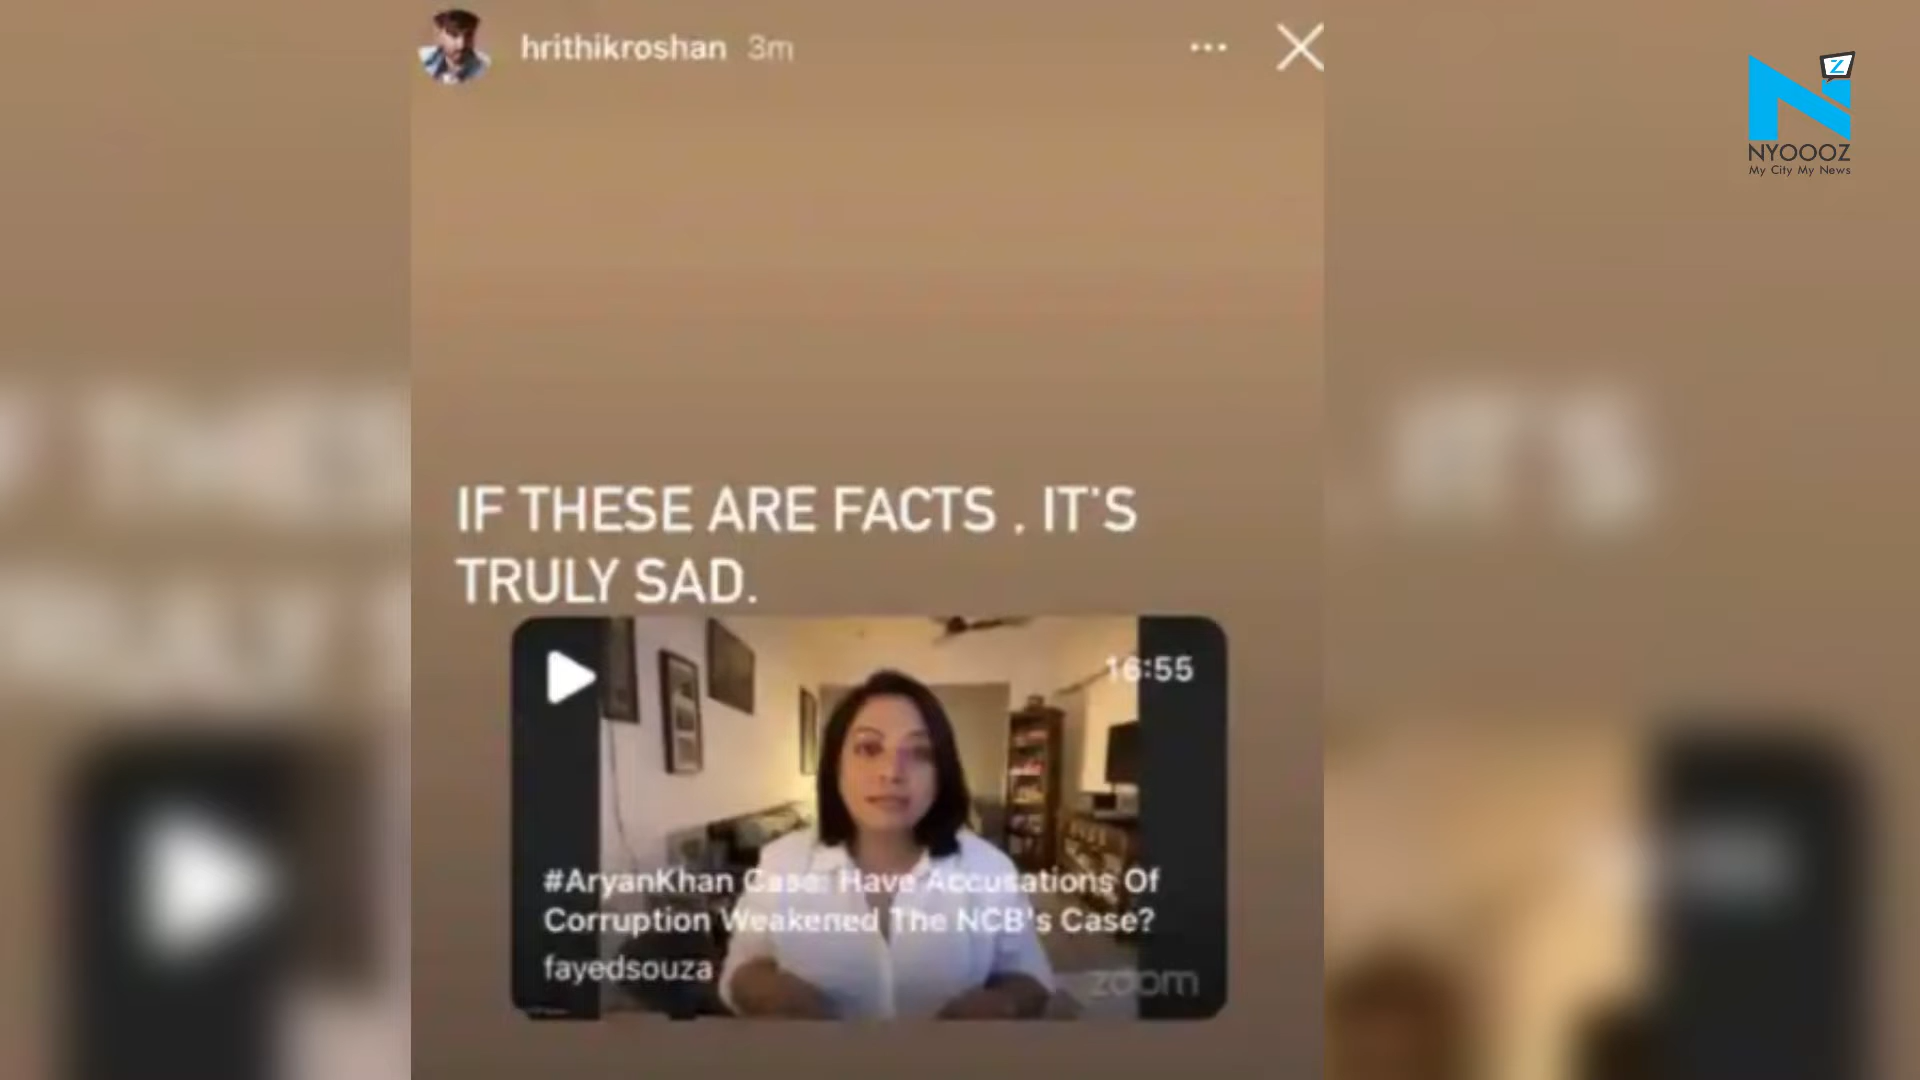 hrithikroshan 3m
NYOOOZ
My City My News
IF THESE ARE FACTS , IT'S
TRULY SAD.
16:55
#AryanKhan Case: Have Accusations Of
Corruption Weakened The NCB's Case?
fayedsouza
zoom